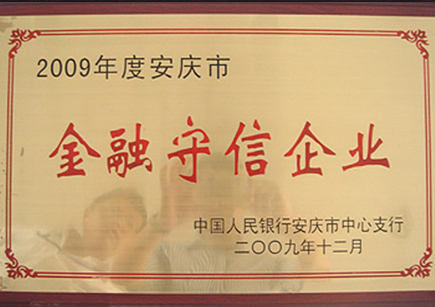 2009年度安庆市
金融守信企业
中国人民银行安庆市中心支行
二〇〇九年十二月